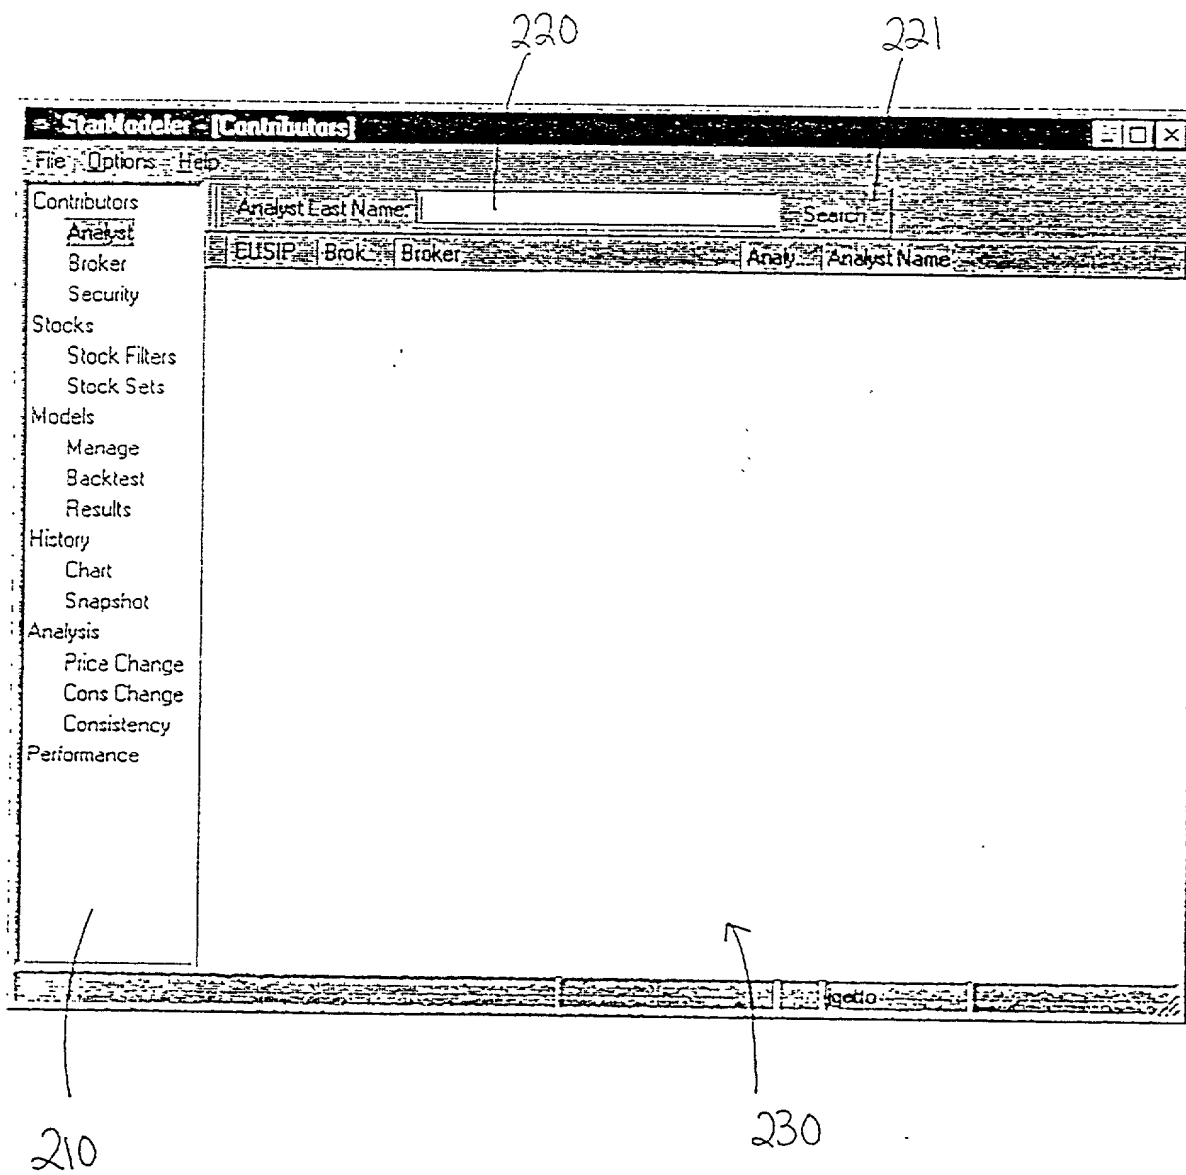 220 221
StarModeler - [Contributors]
File Options Help
Contributors
Analyst
Broker
Security
Stocks
Stock Filters
Stock Sets
Models
Manage
Backtest
Results
History
Chart
Snapshot
Analysis
Price Change
Cons Change
Consistency
Performance
Analyst Last Name: Search
Brok... Broker Analy... Analyst Name
210 230